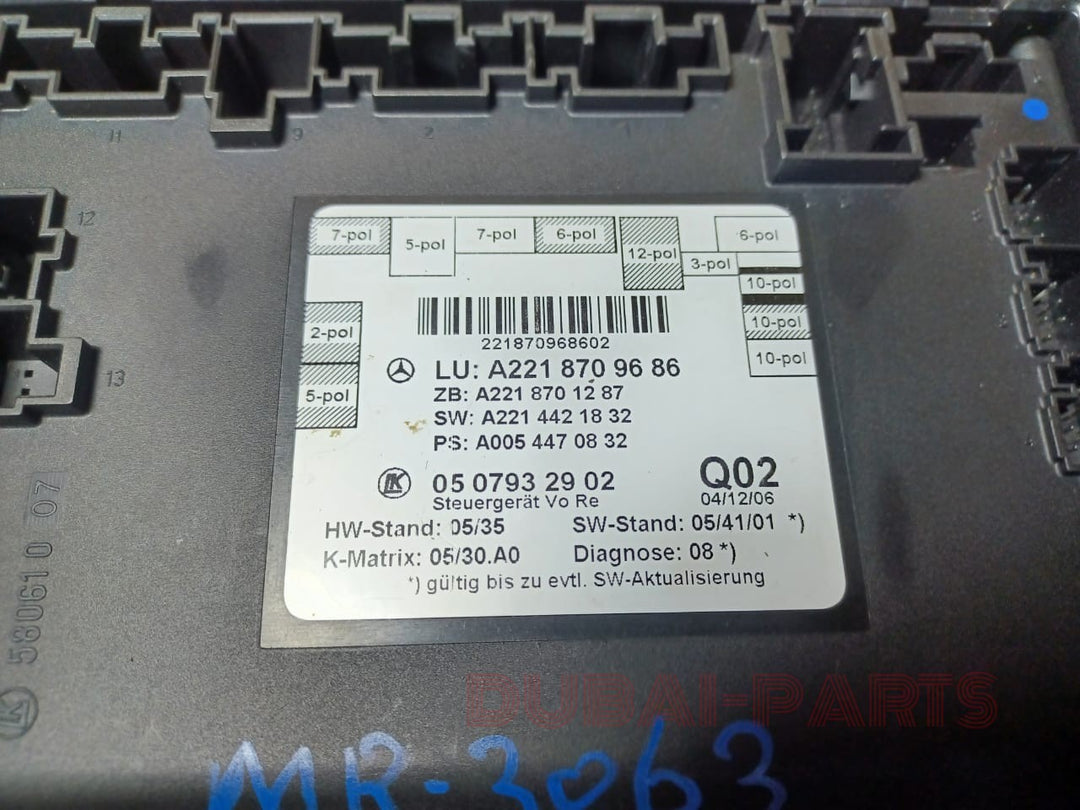 11 9 2 1
12
13
7-pol 5-pol 7-pol 6-pol 12-pol 3-pol 6-pol
10-pol
10-pol
10-pol
2-pol
5-pol
221870968602
LU: A221 870 96 86
ZB: A221 870 12 87
SW: A221 442 18 32
PS: A005 447 08 32
05 0793 29 02
Q02
Steuergerät Vo Re
04/12/06
HW-Stand: 05/35 SW-Stand: 05/41/01 *)
K-Matrix: 05/30.A0 Diagnose: 08 *)
*) gültig bis zu evtl. SW-Aktualisierung
580610 07
DUBAI-PARTS
MR-3063